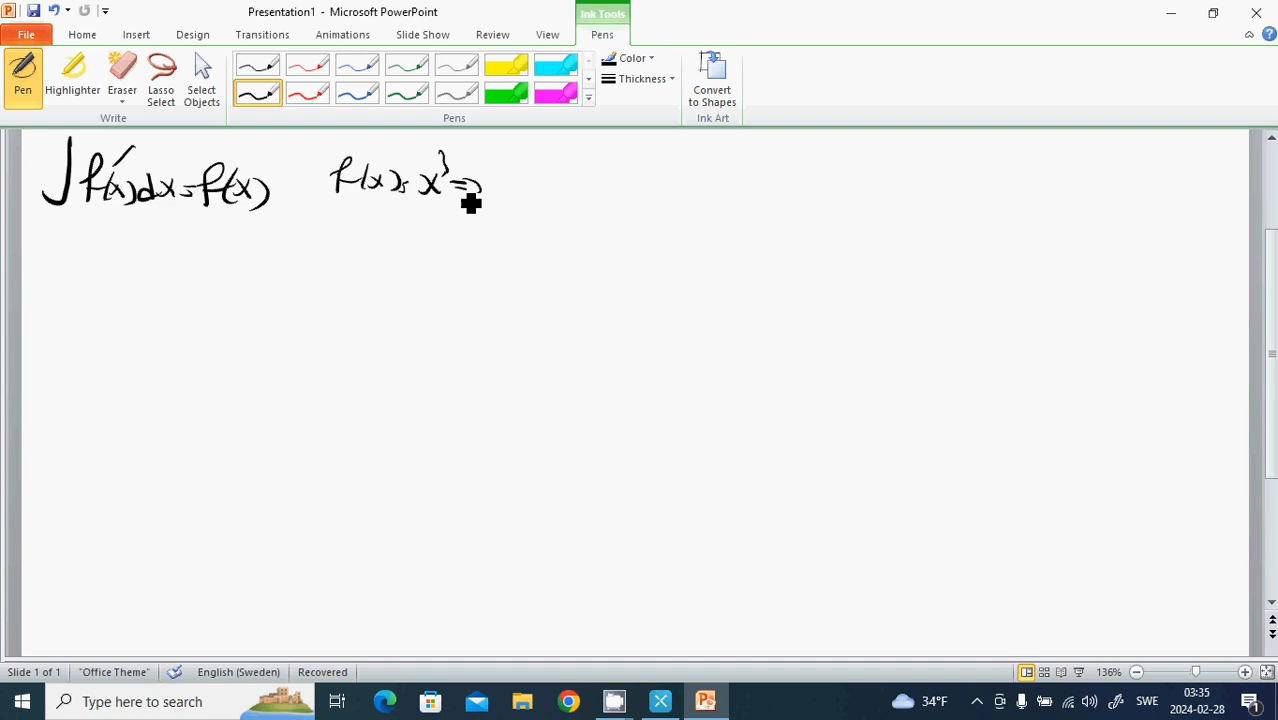 Presentation1 - Microsoft PowerPoint
Ink Tools
File Home Insert Design Transitions Animations Slide Show Review View Pens
Pen Highlighter Eraser Lasso Select Select Objects
Color
Thickness
Convert to Shapes
Write Pens Ink Art
∫f'(x)dx=f(x) f(x)=x³=>
Slide 1 of 1 "Office Theme" English (Sweden) Recovered 136%
Type here to search 34°F SWE 03:35
2024-02-28